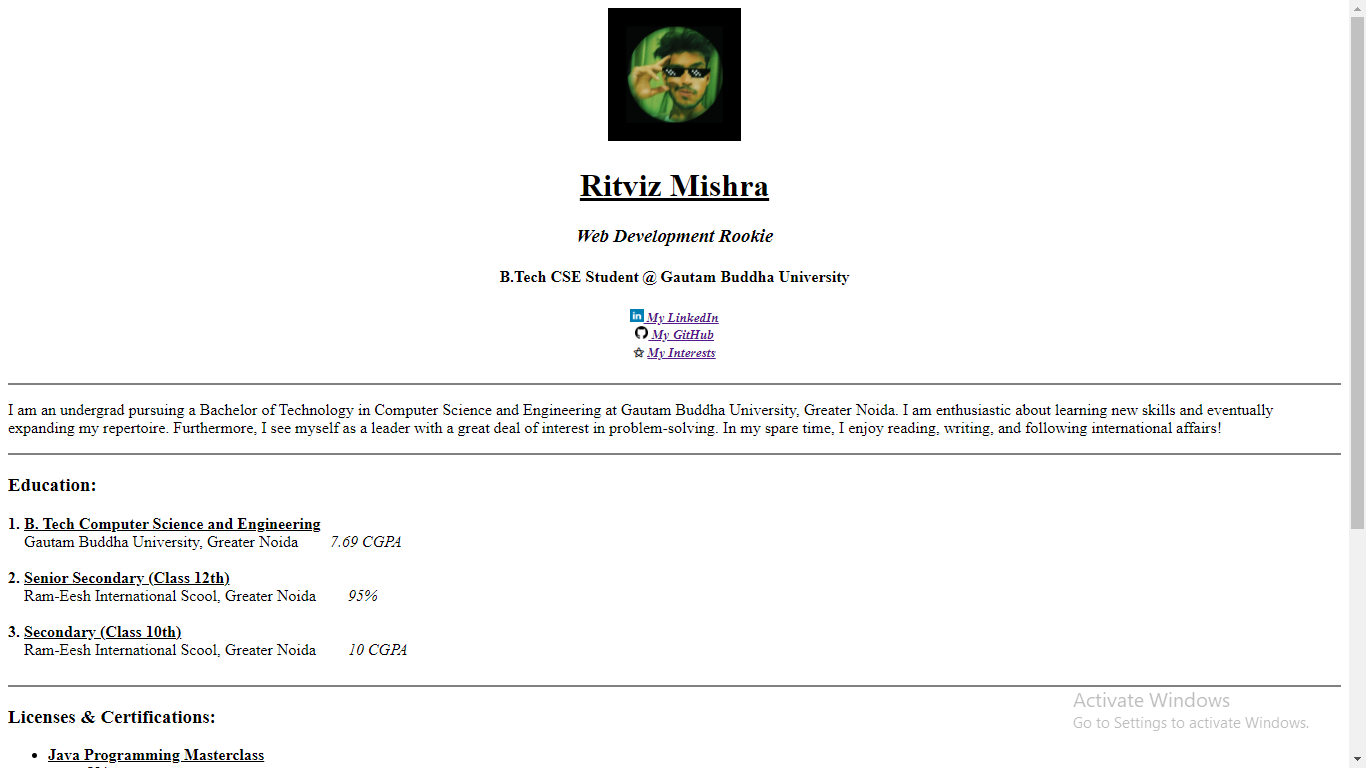 Ritviz Mishra
Web Development Rookie
B.Tech CSE Student @ Gautam Buddha University
in My LinkedIn
My GitHub
My Interests
I am an undergrad pursuing a Bachelor of Technology in Computer Science and Engineering at Gautam Buddha University, Greater Noida. I am enthusiastic about learning new skills and eventually
expanding my repertoire. Furthermore, I see myself as a leader with a great deal of interest in problem-solving. In my spare time, I enjoy reading, writing, and following international affairs!
Education:
1. B. Tech Computer Science and Engineering
Gautam Buddha University, Greater Noida 7.69 CGPA
2. Senior Secondary (Class 12th)
Ram-Eesh International Scool, Greater Noida 95%
3. Secondary (Class 10th)
Ram-Eesh International Scool, Greater Noida 10 CGPA
Activate Windows
Go to Settings to activate Windows.
Licenses & Certifications:
• Java Programming Masterclass